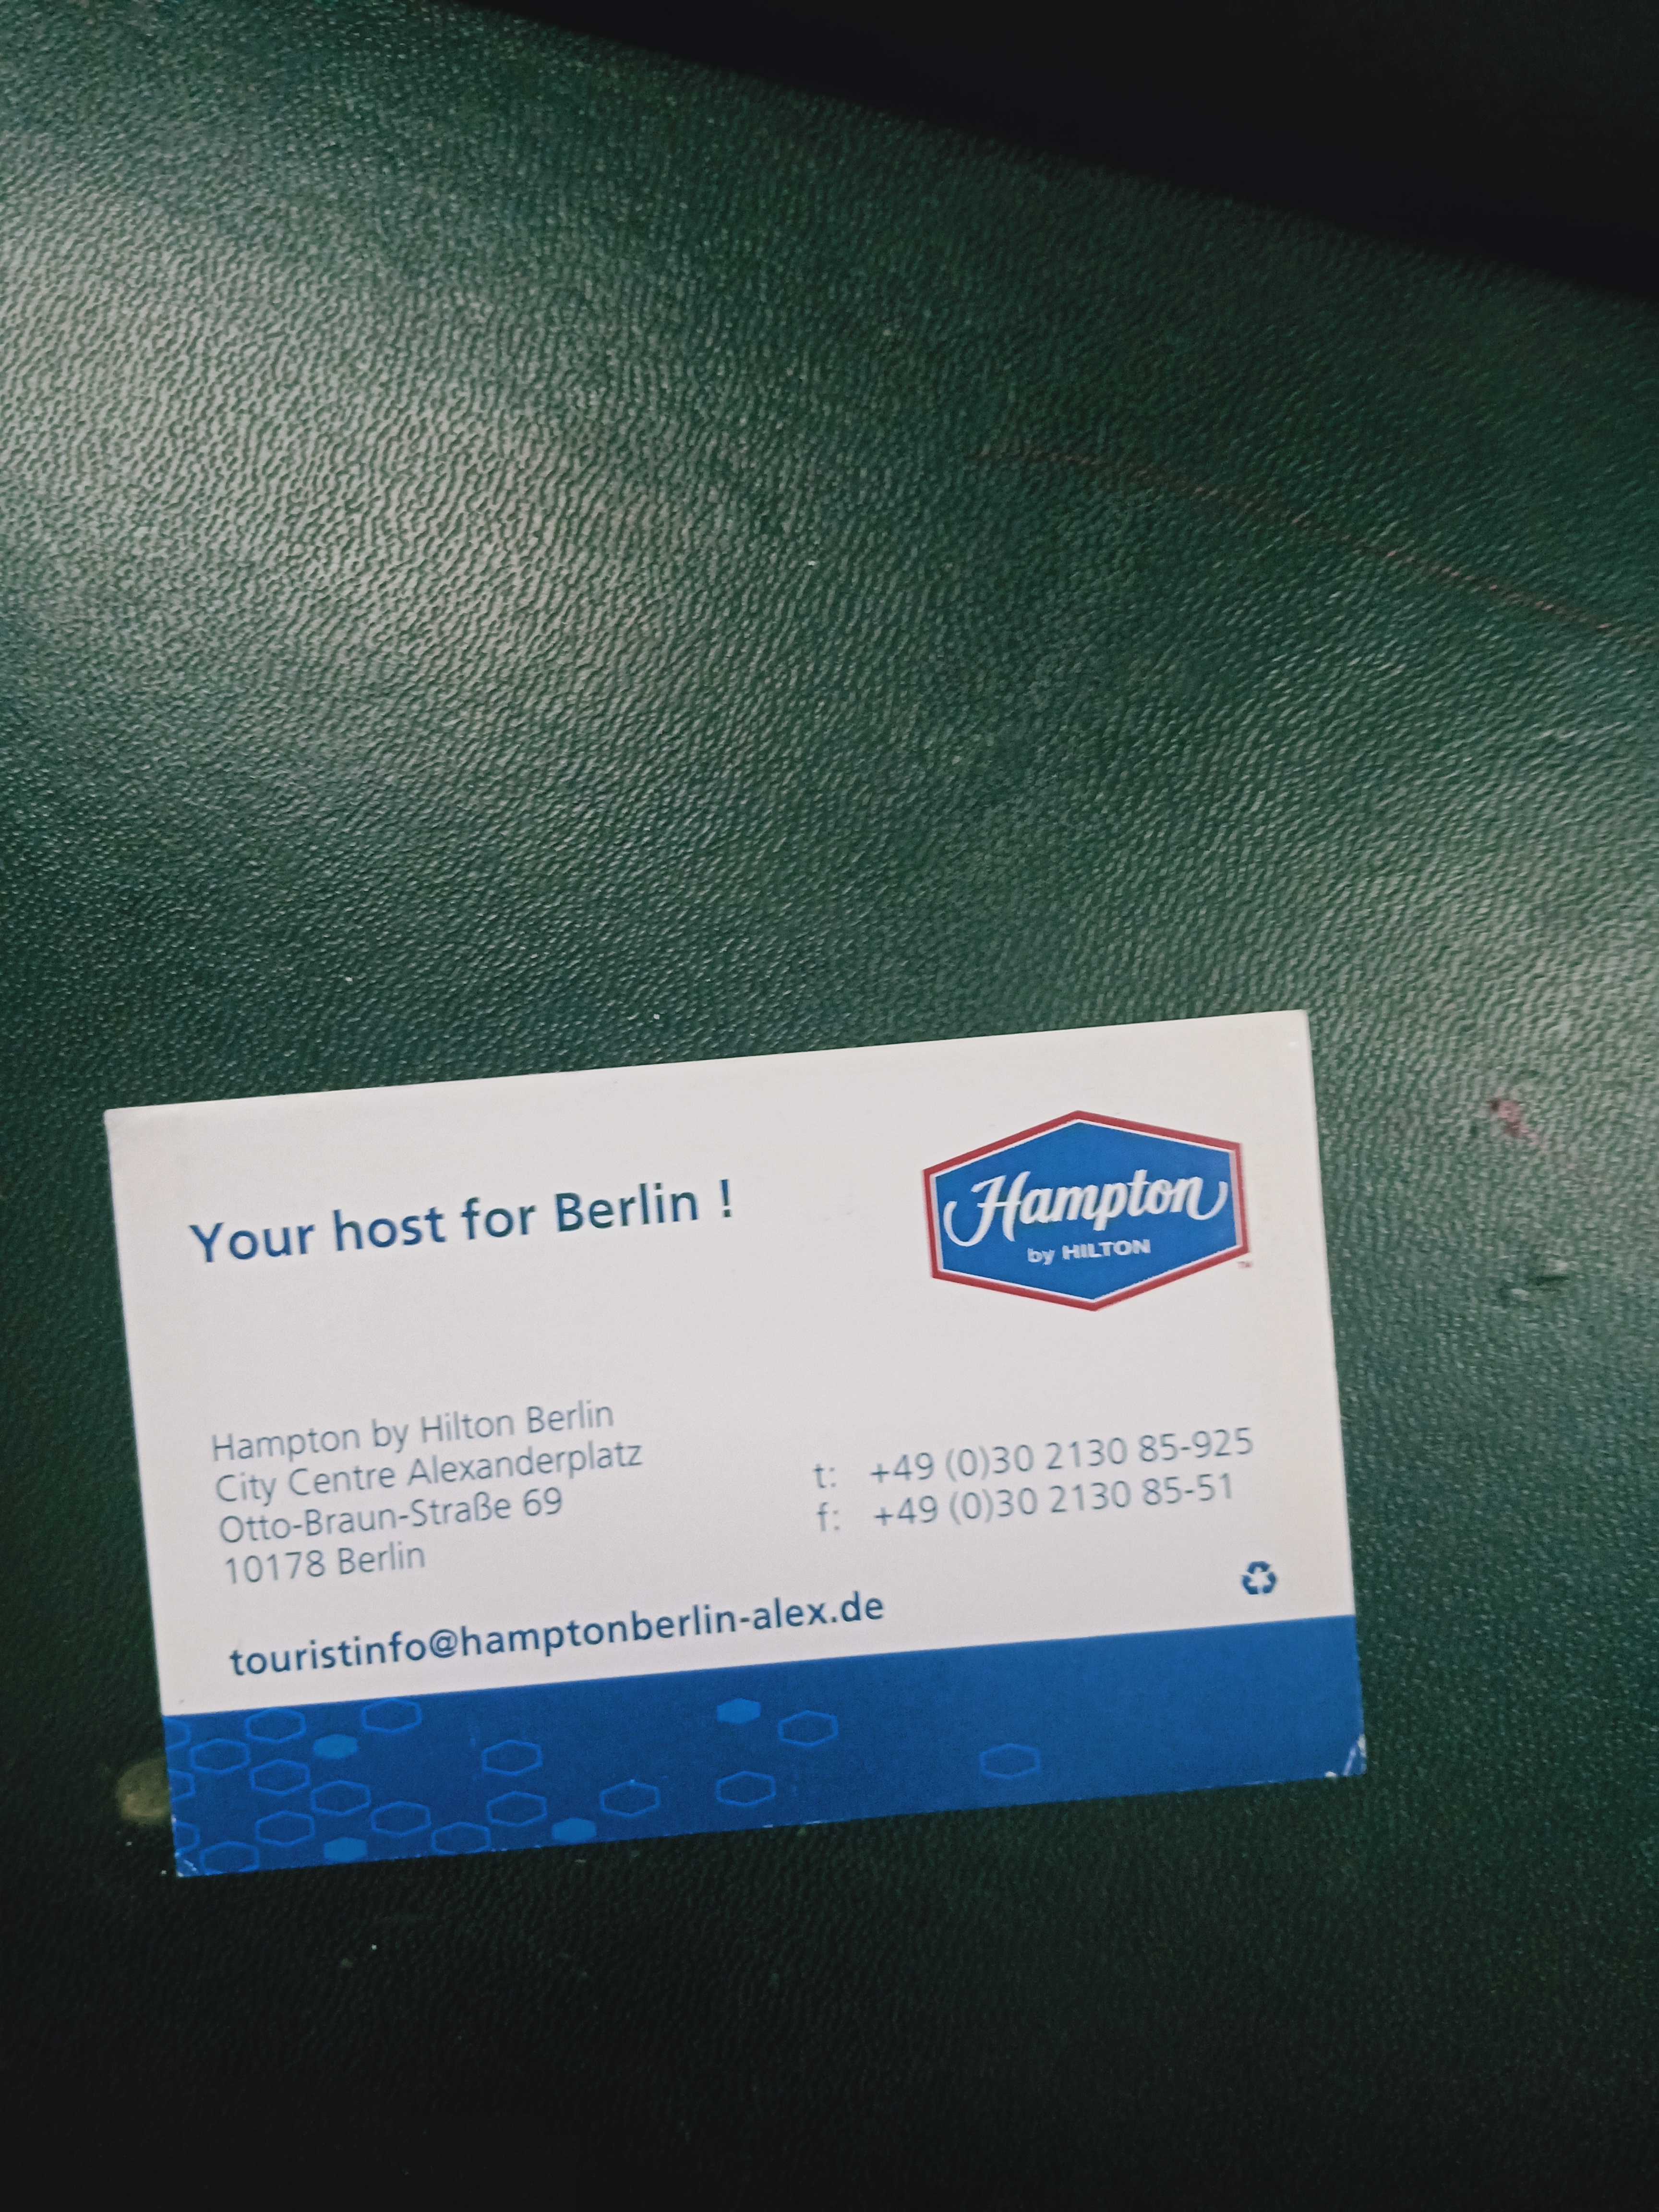 Your host for Berlin !
Hampton
by HILTON
TM
Hampton by Hilton Berlin
City Centre Alexanderplatz
Otto-Braun-Straße 69
10178 Berlin
t: +49 (0)30 2130 85-925
f: +49 (0)30 2130 85-51
touristinfo@hamptonberlin-alex.de